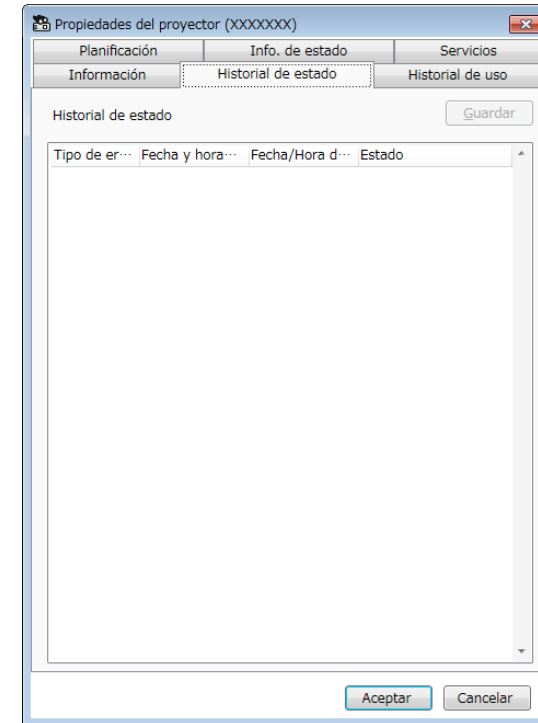 Propiedades del proyector (XXXXXXX)
Planificación Info. de estado Servicios
Información Historial de estado Historial de uso
Historial de estado Guardar
Tipo de er··· Fecha y hora··· Fecha/Hora d··· Estado
Aceptar Cancelar